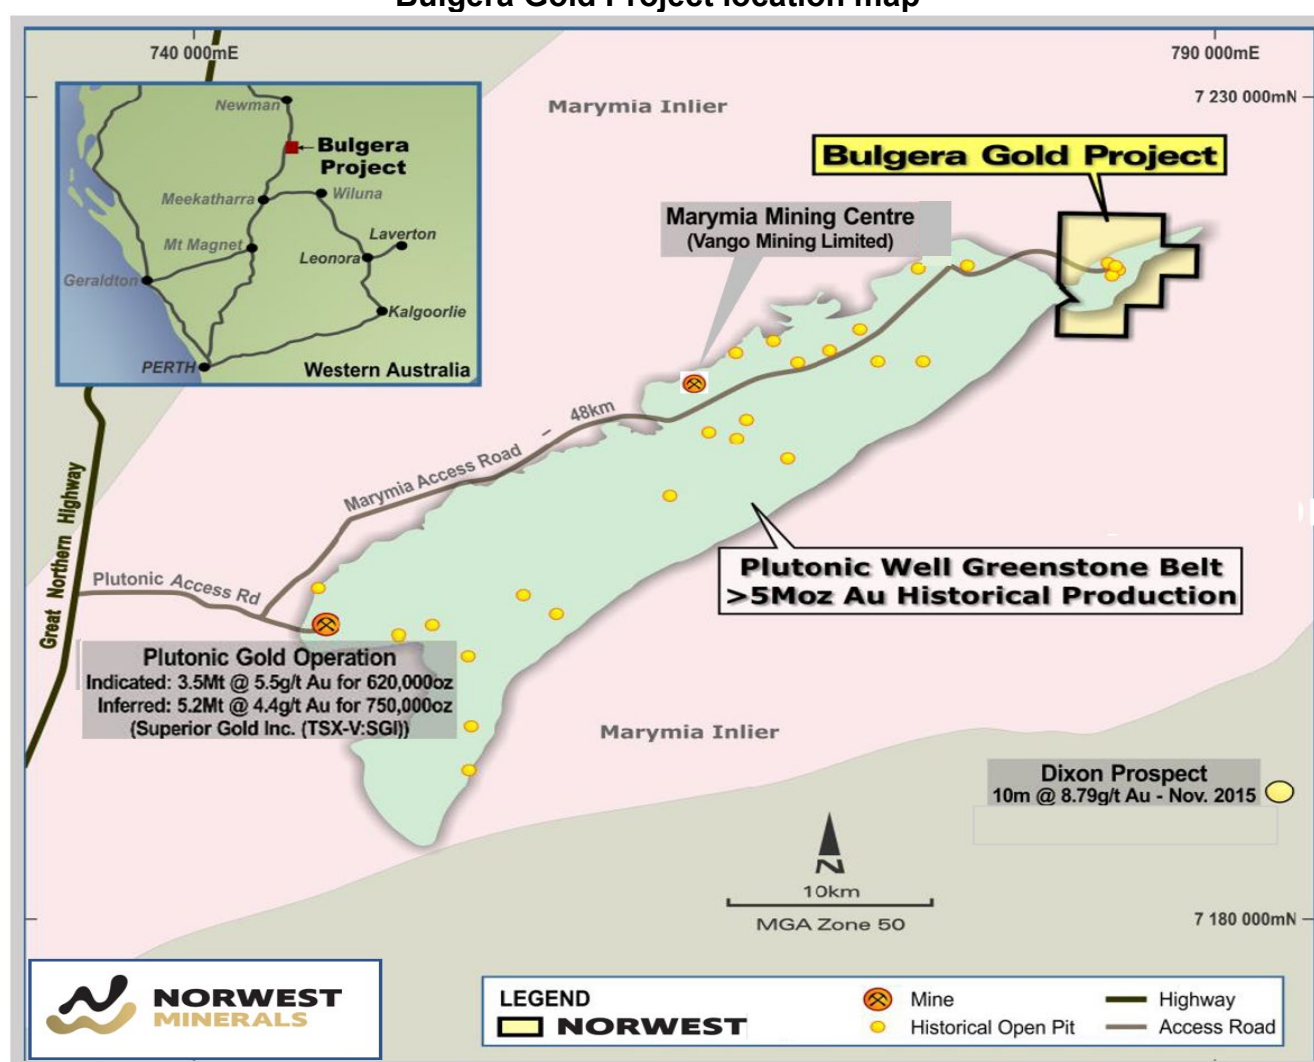 Bulgera Gold Project location map
740 000mE
790 000mE
7 230 000mN
Marymia Inlier
Newman
Bulgera
Project
Meekatharra
Wiluna
Mt Magnet
Laverton
Leonora
Geraldton
Kalgoorlie
PERTH
Western Australia
Bulgera Gold Project
Marymia Mining Centre
(Vango Mining Limited)
Marymia Access Road - 48km
Great Northern Highway
Plutonic Access Rd
Plutonic Well Greenstone Belt
>5Moz Au Historical Production
Plutonic Gold Operation
Indicated: 3.5Mt @ 5.5g/t Au for 620,000oz
Inferred: 5.2Mt @ 4.4g/t Au for 750,000oz
(Superior Gold Inc. (TSX-V:SGI))
Marymia Inlier
Dixon Prospect
10m @ 8.79g/t Au - Nov. 2015
N
10km
MGA Zone 50
7 180 000mN
NORWEST
MINERALS
LEGEND
NORWEST
Mine
Historical Open Pit
Highway
Access Road